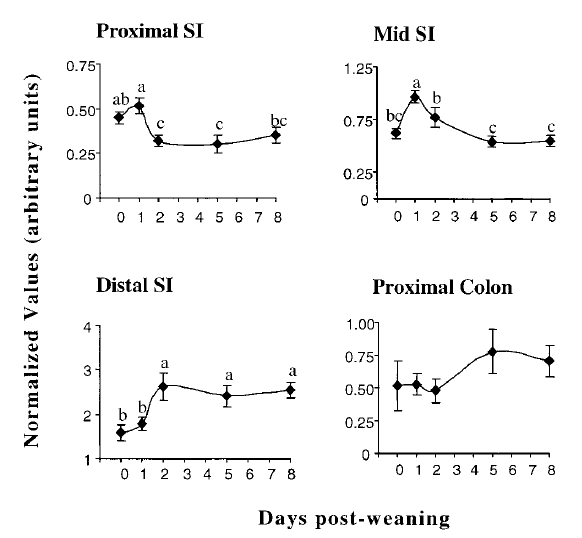 Proximal SI
Mid SI
Normalized Values (arbitrary units)
0.75
0.50
0.25
0
ab
a
c
c
bc
0 1 2 3 4 5 6 7 8
1.25
0.75
0.25
0
bc
a
b
c
c
0 1 2 3 4 5 6 7 8
Distal SI
Proximal Colon
4
3
2
1
b
b
a
a
a
0 1 2 3 4 5 6 7 8
1.00
0.75
0.50
0.25
0
0 1 2 3 4 5 6 7 8
Days post-weaning